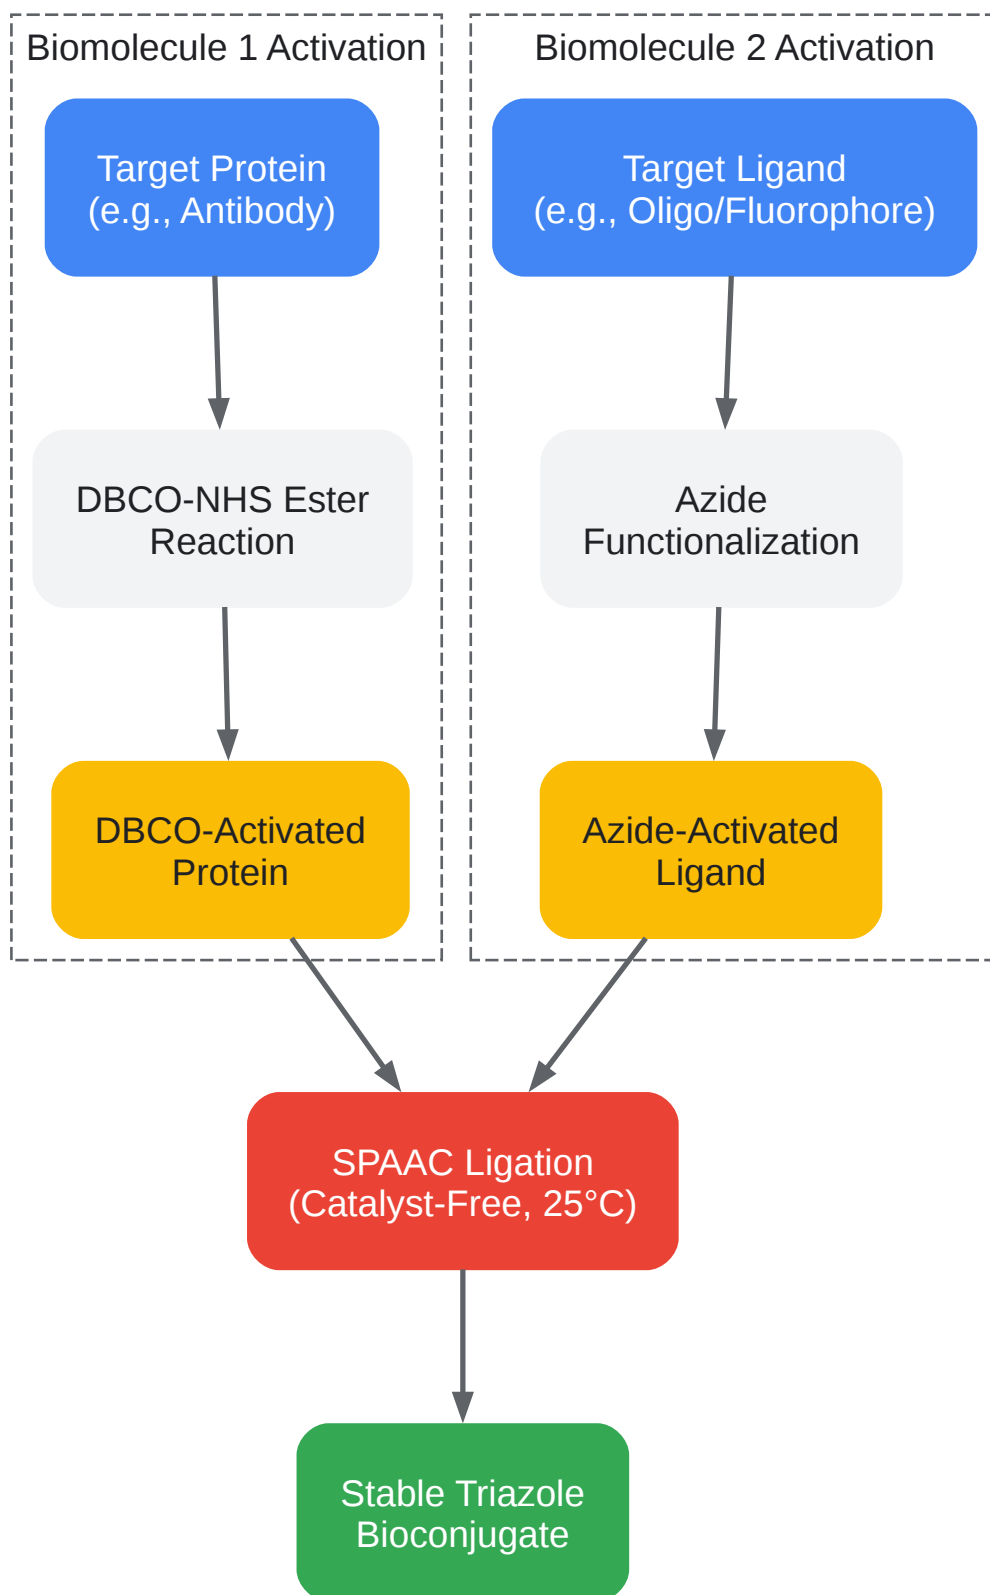 Biomolecule 1 Activation
Biomolecule 2 Activation
Target Protein
(e.g., Antibody)
Target Ligand
(e.g., Oligo/Fluorophore)
DBCO-NHS Ester
Reaction
Azide
Functionalization
DBCO-Activated
Protein
Azide-Activated
Ligand
SPAAC Ligation
(Catalyst-Free, 25°C)
Stable Triazole
Bioconjugate